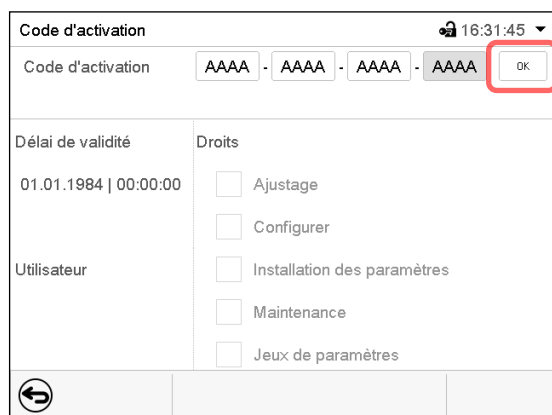 Code d'activation 16:31:45
Code d'activation AAAA - AAAA - AAAA - AAAA OK
Délai de validité Droits
01.01.1984 | 00:00:00 Ajustage
Configurer
Utilisateur Installation des paramètres
Maintenance
Jeux de paramètres